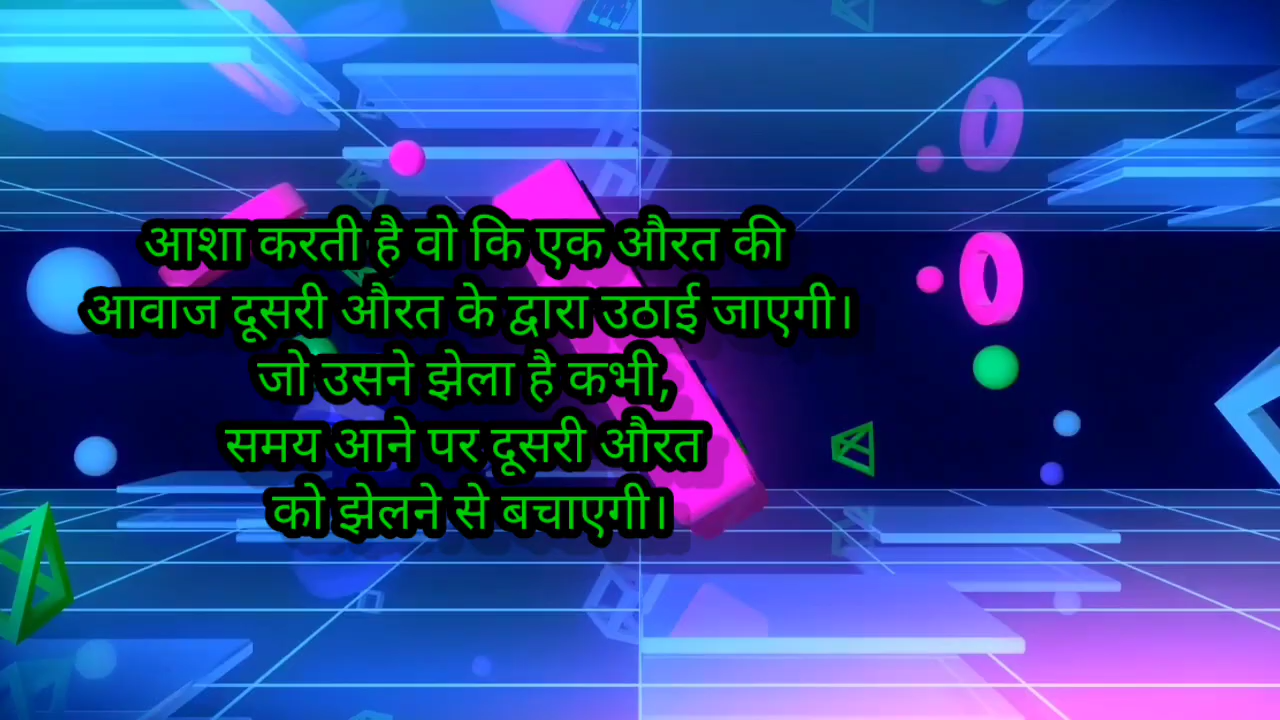 आशा करती है वो कि एक औरत की
आवाज दूसरी औरत के द्वारा उठाई जाएगी।
जो उसने झेला है कभी,
समय आने पर दूसरी औरत
को झेलने से बचाएगी।